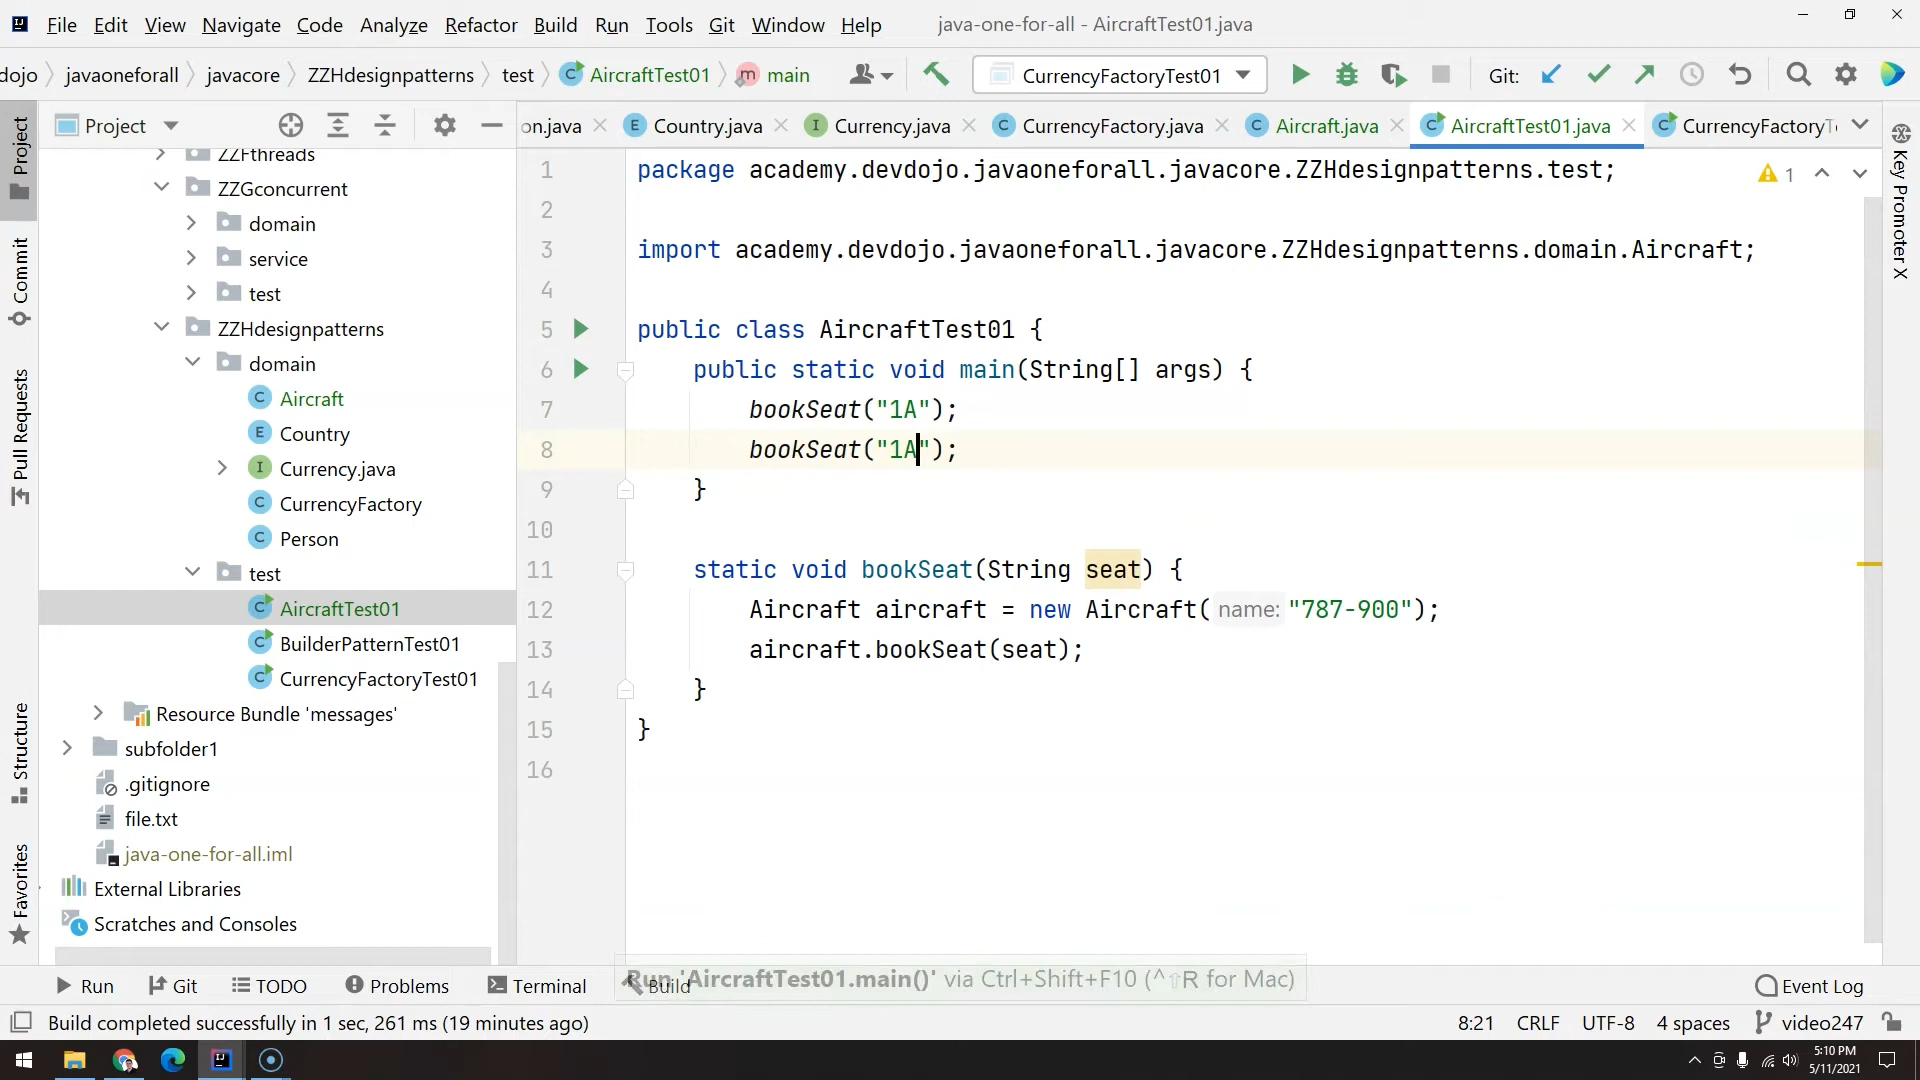 File Edit View Navigate Code Analyze Refactor Build Run Tools Git Window Help java-one-for-all - AircraftTest01.java
dojo javaoneforall javacore ZZHdesignpatterns test AircraftTest01 main CurrencyFactoryTest01 Git:
Project
on.java Country.java Currency.java CurrencyFactory.java Aircraft.java AircraftTest01.java CurrencyFactoryT
ZZFthreads
ZZGconcurrent
domain
service
test
ZZHdesignpatterns
domain
Aircraft
Country
Currency.java
CurrencyFactory
Person
test
AircraftTest01
BuilderPatternTest01
CurrencyFactoryTest01
Resource Bundle 'messages'
subfolder1
.gitignore
file.txt
java-one-for-all.iml
External Libraries
Scratches and Consoles
Project
Commit
Pull Requests
Structure
Favorites
1 package academy.devdojo.javaoneforall.javacore.ZZHdesignpatterns.test;
2
3 import academy.devdojo.javaoneforall.javacore.ZZHdesignpatterns.domain.Aircraft;
4
5 public class AircraftTest01 {
6 public static void main(String[] args) {
7 bookSeat("1A");
8 bookSeat("1A");
9 }
10
11 static void bookSeat(String seat) {
12 Aircraft aircraft = new Aircraft( name: "787-900");
13 aircraft.bookSeat(seat);
14 }
15 }
16
1
Key Promoter X
Run 'AircraftTest01.main()' via Ctrl+Shift+F10 (^⇧R for Mac)
Run Git TODO Problems Terminal Build Event Log
Build completed successfully in 1 sec, 261 ms (19 minutes ago) 8:21 CRLF UTF-8 4 spaces video247
5:10 PM
5/11/2021